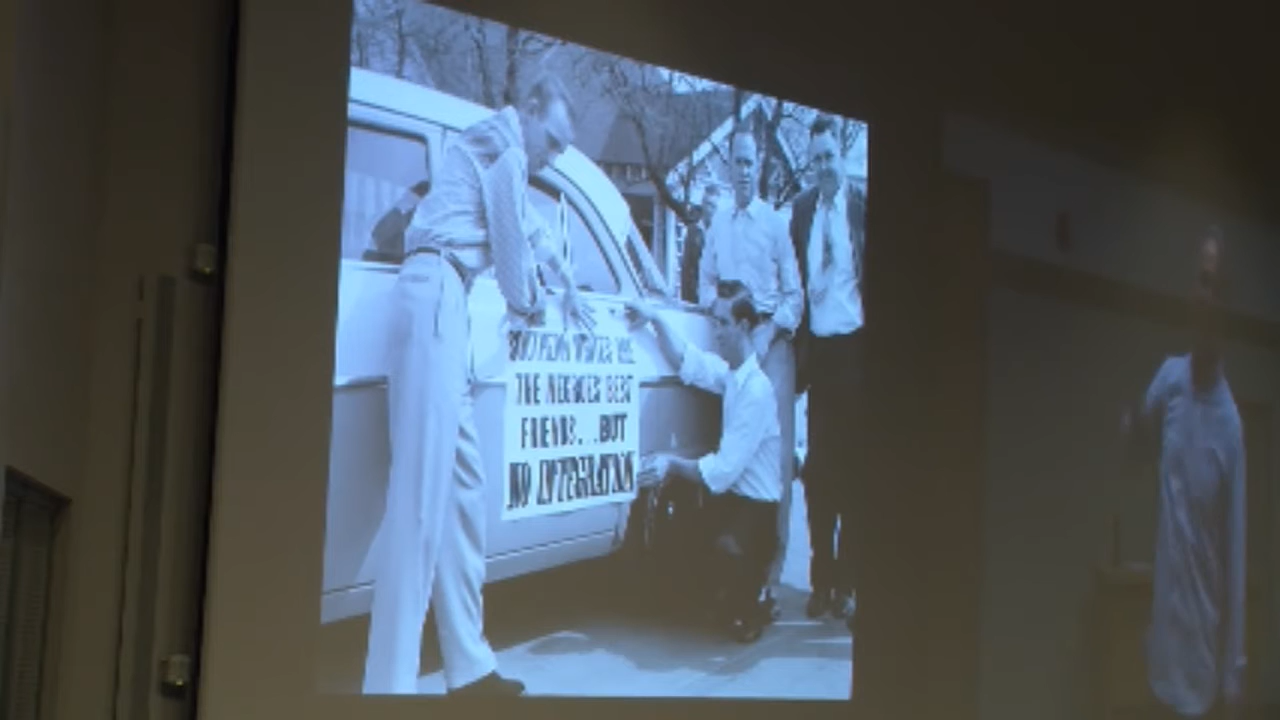 SOUTHERN WHITES ARE
THE NEGROES BEST
FRIENDS...BUT
NO INTEGRATION